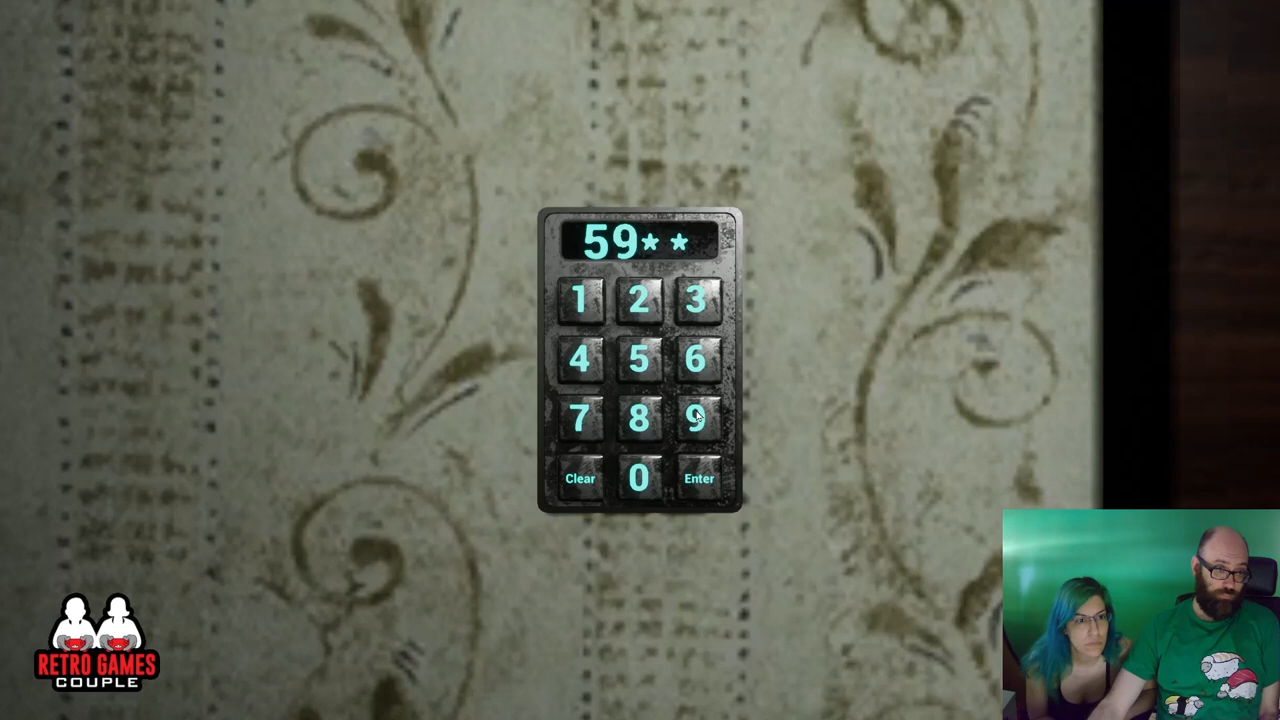 59**
1 2 3
4 5 6
7 8 9
Clear 0 Enter
RETRO GAMES
COUPLE